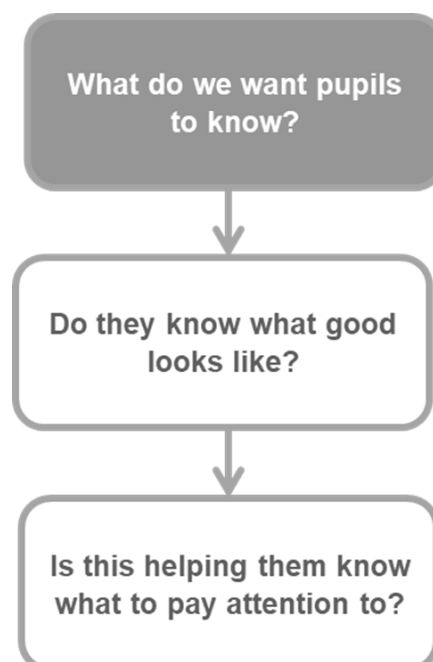 What do we want pupils
to know?
Do they know what good
looks like?
Is this helping them know
what to pay attention to?